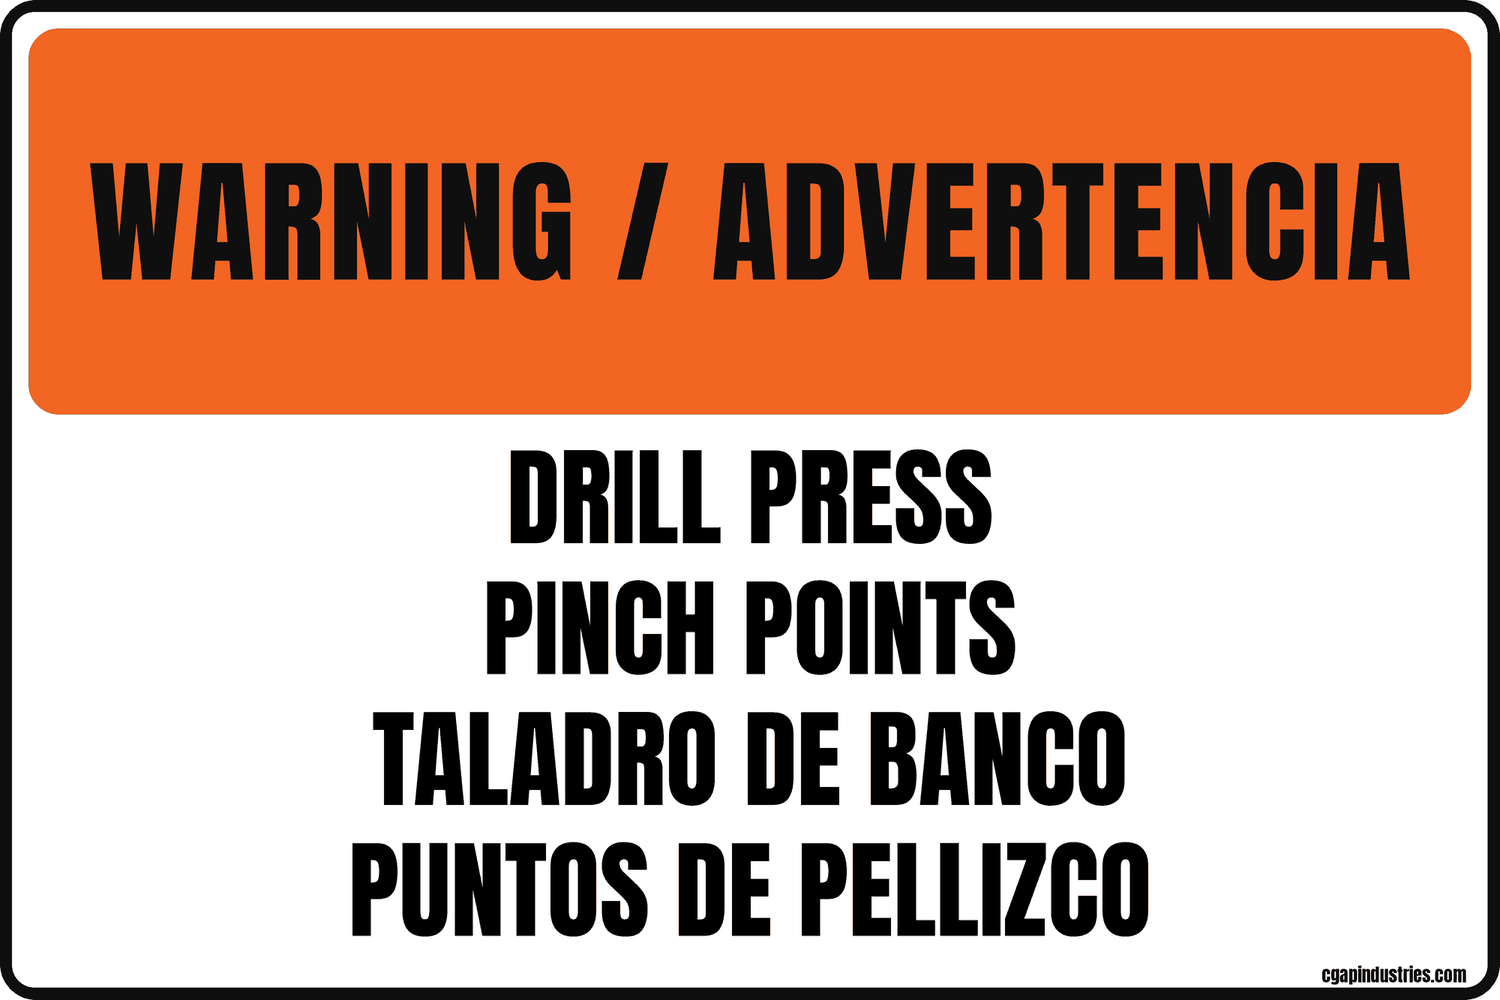 WARNING / ADVERTENCIA
DRILL PRESS
PINCH POINTS
TALADRO DE BANCO
PUNTOS DE PELLIZCO
cgapindustries.com